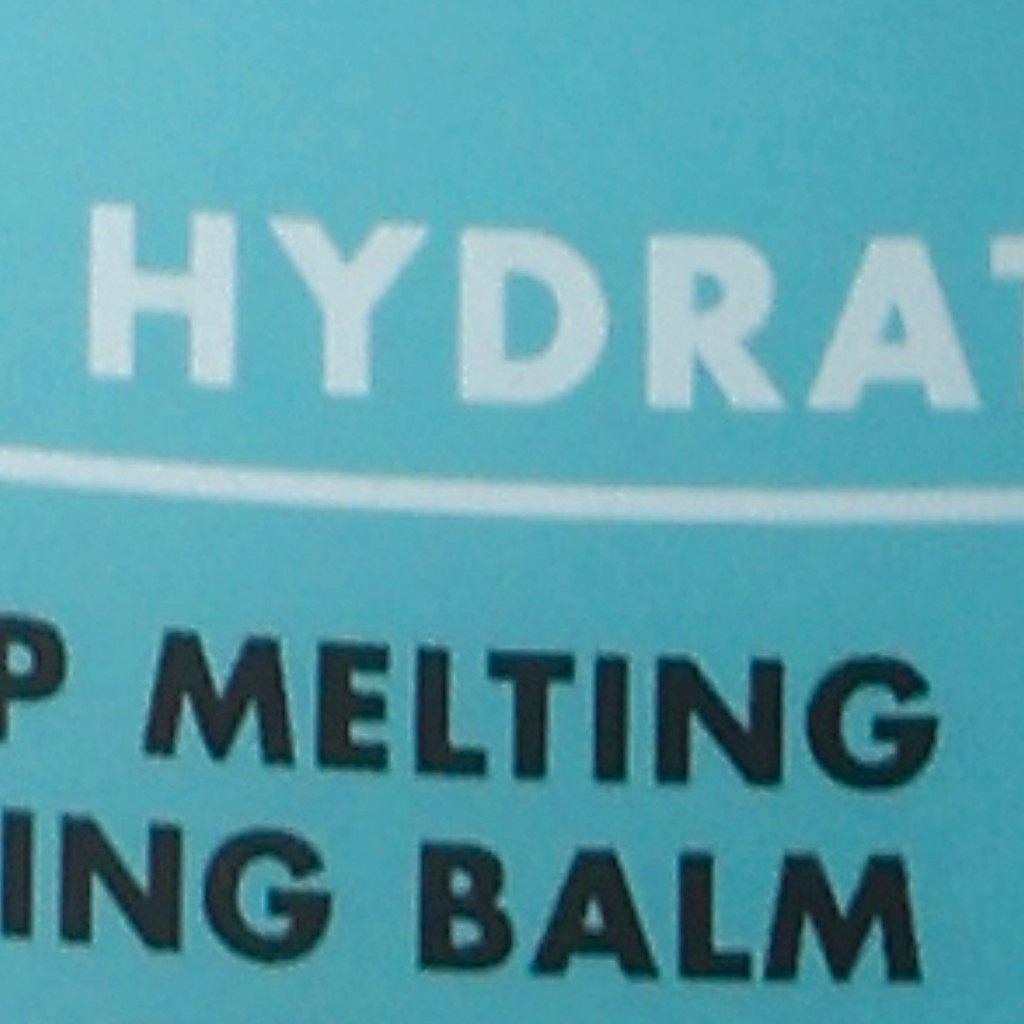 HYDRAT
P MELTING
ING BALM